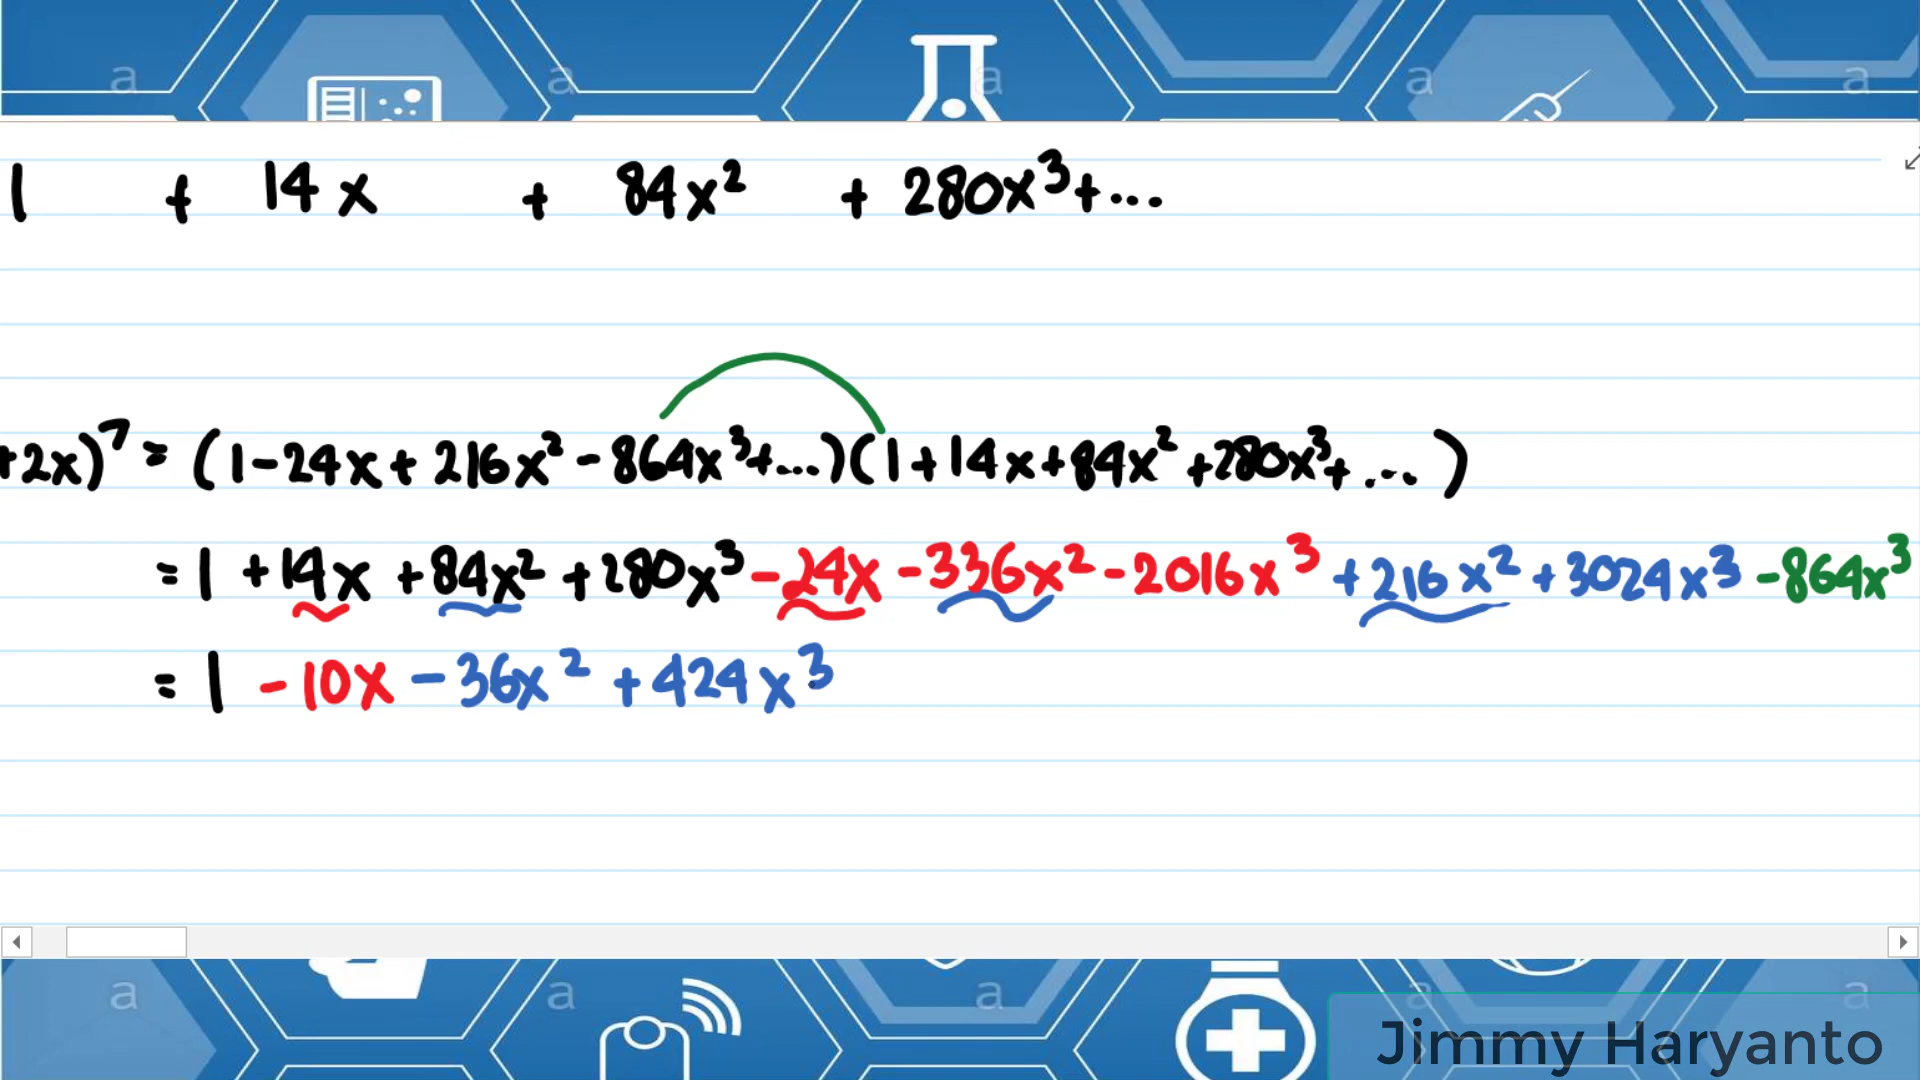 1 + 14x + 84x² + 280x³+...
+2x)⁷ = (1-24x+216x²-864x³+...)(1+14x+84x²+280x³+...)
= 1 +14x +84x² +280x³ -24x -336x² -2016x³ +216x² +3024x³ -864x³
= 1 -10x -36x² +424x³
Jimmy Haryanto